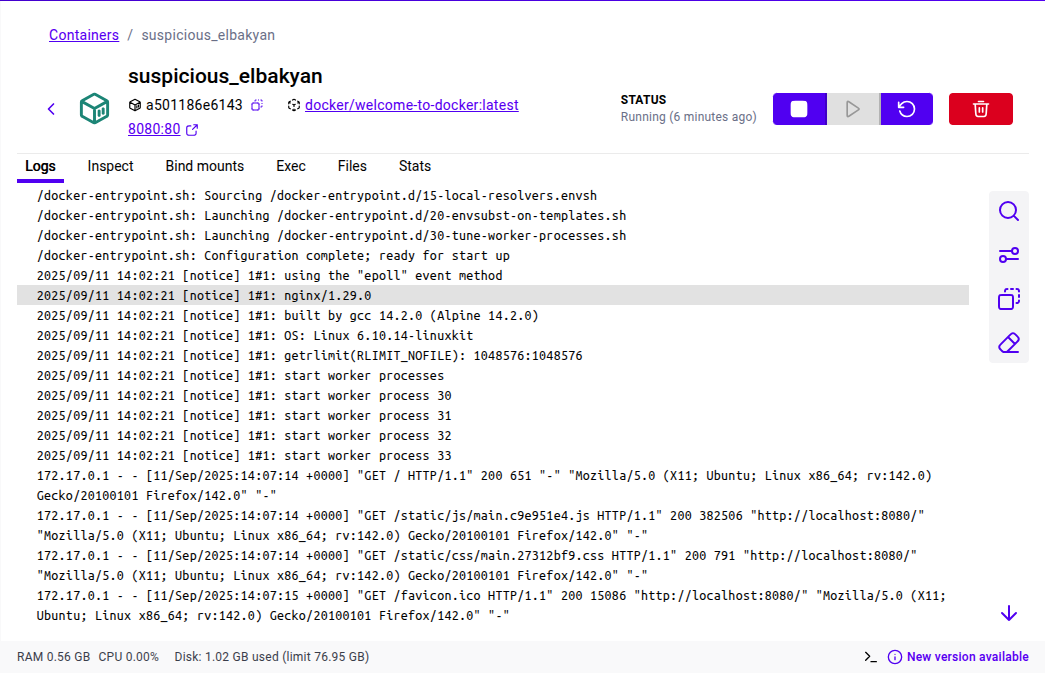 Containers / suspicious_elbakyan
suspicious_elbakyan
a501186e6143 docker/welcome-to-docker:latest
8080:80
STATUS
Running (6 minutes ago)
Logs Inspect Bind mounts Exec Files Stats
/docker-entrypoint.sh: Sourcing /docker-entrypoint.d/15-local-resolvers.envsh
/docker-entrypoint.sh: Launching /docker-entrypoint.d/20-envsubst-on-templates.sh
/docker-entrypoint.sh: Launching /docker-entrypoint.d/30-tune-worker-processes.sh
/docker-entrypoint.sh: Configuration complete; ready for start up
2025/09/11 14:02:21 [notice] 1#1: using the "epoll" event method
2025/09/11 14:02:21 [notice] 1#1: nginx/1.29.0
2025/09/11 14:02:21 [notice] 1#1: built by gcc 14.2.0 (Alpine 14.2.0)
2025/09/11 14:02:21 [notice] 1#1: OS: Linux 6.10.14-linuxkit
2025/09/11 14:02:21 [notice] 1#1: getrlimit(RLIMIT_NOFILE): 1048576:1048576
2025/09/11 14:02:21 [notice] 1#1: start worker processes
2025/09/11 14:02:21 [notice] 1#1: start worker process 30
2025/09/11 14:02:21 [notice] 1#1: start worker process 31
2025/09/11 14:02:21 [notice] 1#1: start worker process 32
2025/09/11 14:02:21 [notice] 1#1: start worker process 33
172.17.0.1 - - [11/Sep/2025:14:07:14 +0000] "GET / HTTP/1.1" 200 651 "-" "Mozilla/5.0 (X11; Ubuntu; Linux x86_64; rv:142.0)
Gecko/20100101 Firefox/142.0" "-"
172.17.0.1 - - [11/Sep/2025:14:07:14 +0000] "GET /static/js/main.c9e951e4.js HTTP/1.1" 200 382506 "http://localhost:8080/"
"Mozilla/5.0 (X11; Ubuntu; Linux x86_64; rv:142.0) Gecko/20100101 Firefox/142.0" "-"
172.17.0.1 - - [11/Sep/2025:14:07:14 +0000] "GET /static/css/main.27312bf9.css HTTP/1.1" 200 791 "http://localhost:8080/"
"Mozilla/5.0 (X11; Ubuntu; Linux x86_64; rv:142.0) Gecko/20100101 Firefox/142.0" "-"
172.17.0.1 - - [11/Sep/2025:14:07:15 +0000] "GET /favicon.ico HTTP/1.1" 200 15086 "http://localhost:8080/" "Mozilla/5.0 (X11;
Ubuntu; Linux x86_64; rv:142.0) Gecko/20100101 Firefox/142.0" "-"
RAM 0.56 GB CPU 0.00% Disk: 1.02 GB used (limit 76.95 GB) New version available